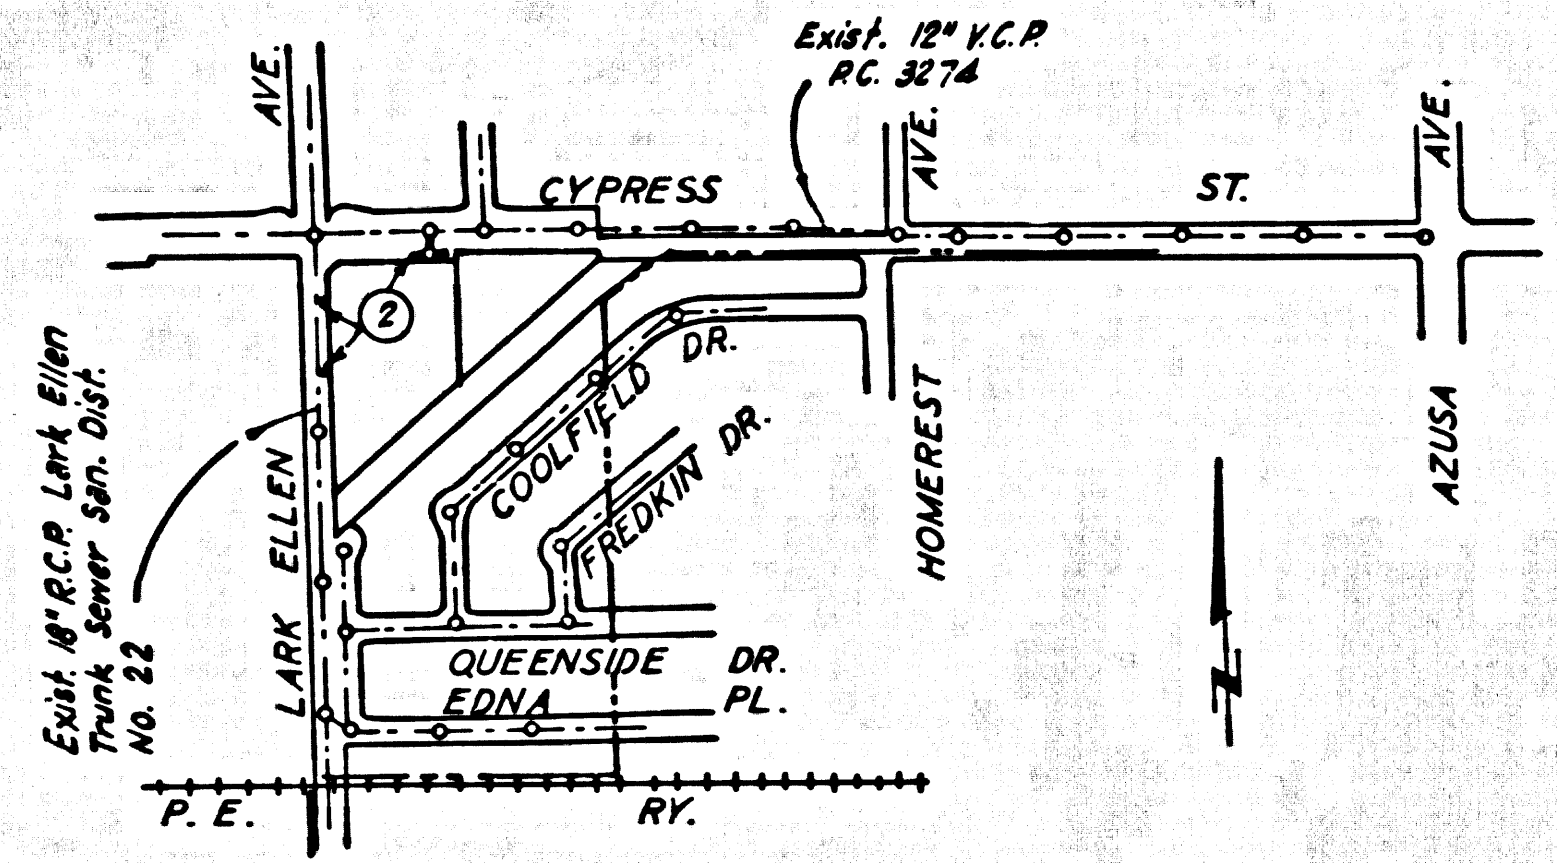 Exist. 12" V.C.P.
P.C. 3274
AVE.
AVE.
AVE.
CYPRESS ST.
2
COOLFIELD DR.
FREDKIN DR.
HOMEREST
AZUSA
LARK ELLEN
Exist. 18" R.C.P. Lark Ellen
Trunk Sewer San. Dist.
No. 22
QUEENSIDE DR.
EDNA PL.
P. E. RY.
N